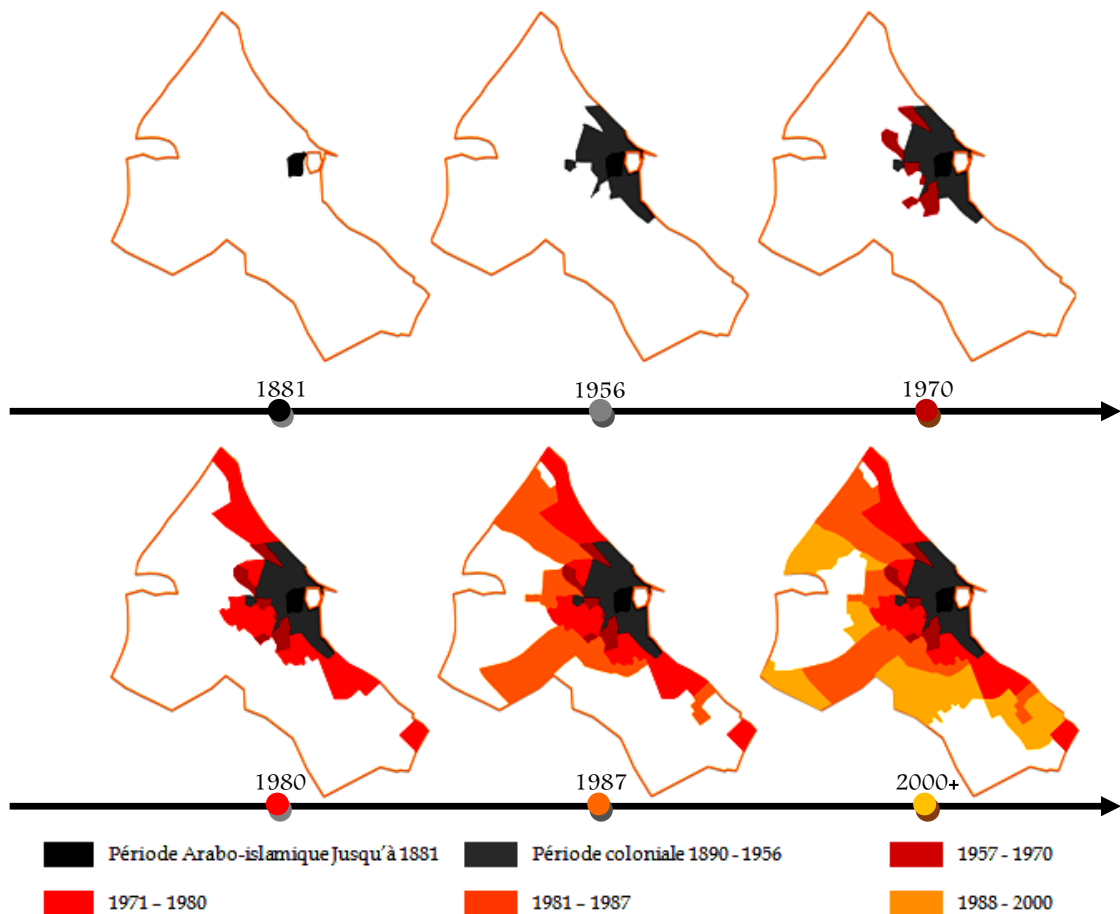 1881 1956 1970
1980 1987 2000+
Période Arabo-islamique Jusqu'à 1881 Période coloniale 1890 - 1956 1957 - 1970
1971 – 1980 1981 – 1987 1988 - 2000